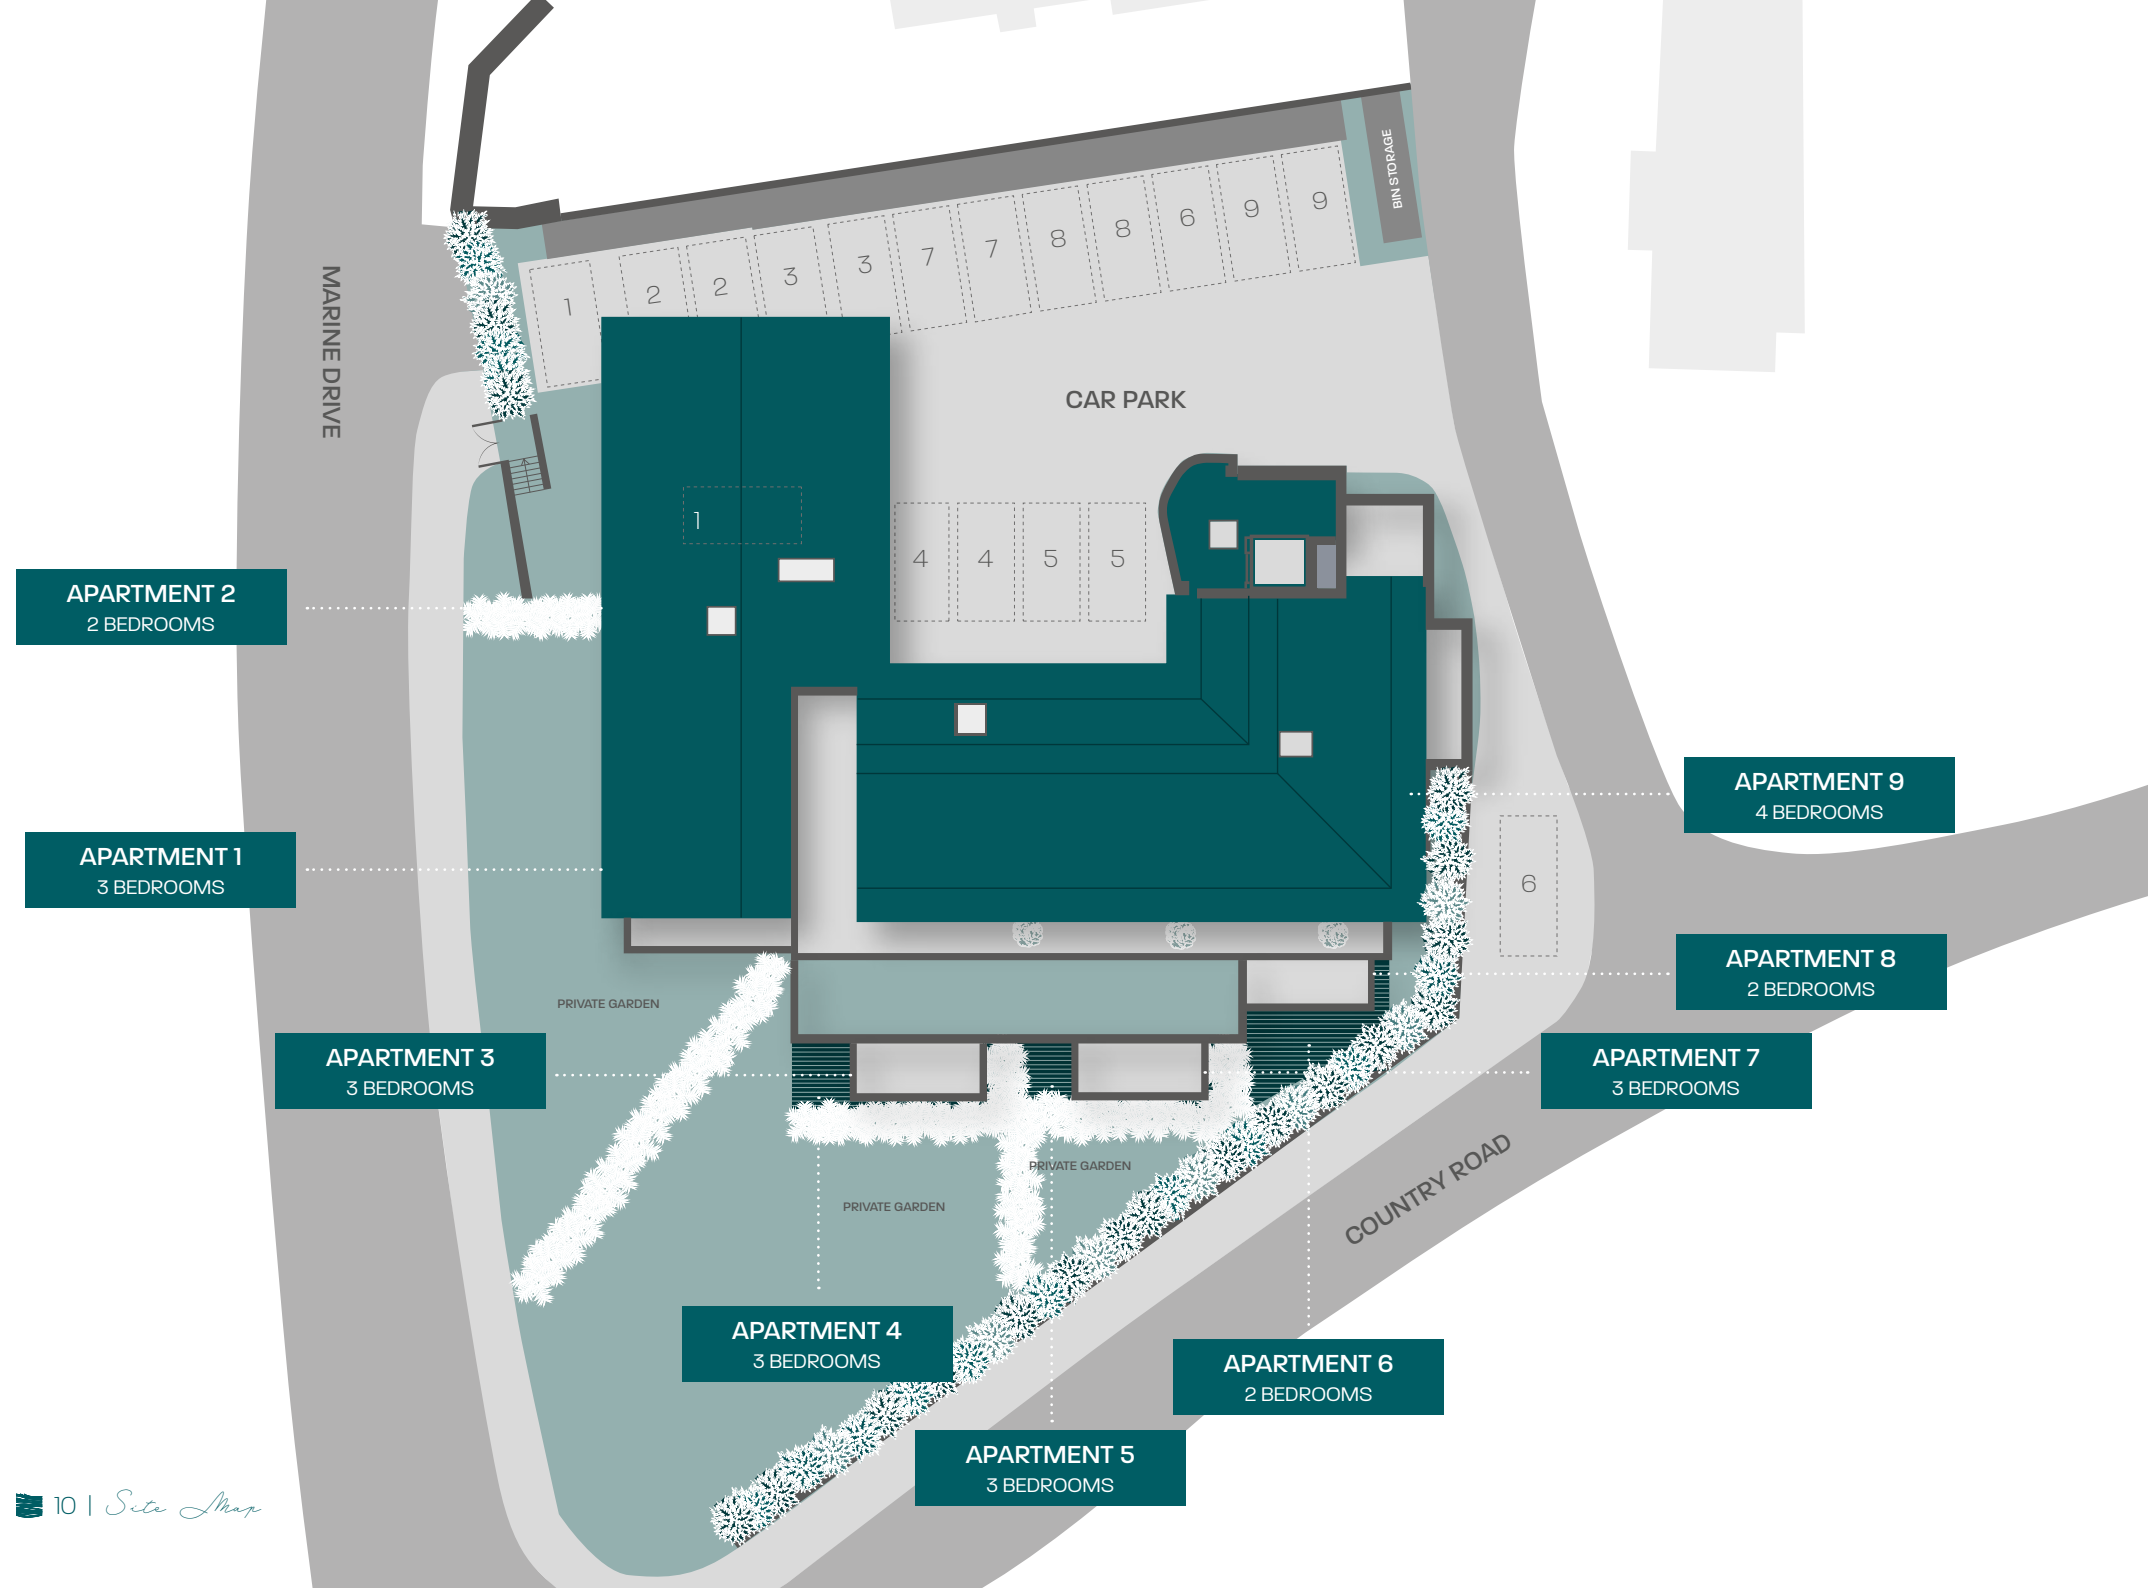 BIN STORAGE
1 2 2 3 3 7 7 8 8 6 9 9
MARINE DRIVE
CAR PARK
1
4 4 5 5
APARTMENT 2
2 BEDROOMS
APARTMENT 9
4 BEDROOMS
APARTMENT 1
3 BEDROOMS
6
APARTMENT 8
2 BEDROOMS
PRIVATE GARDEN
APARTMENT 3
3 BEDROOMS
APARTMENT 7
3 BEDROOMS
PRIVATE GARDEN
PRIVATE GARDEN
COUNTRY ROAD
APARTMENT 4
3 BEDROOMS
APARTMENT 6
2 BEDROOMS
APARTMENT 5
3 BEDROOMS
10 | Site Map